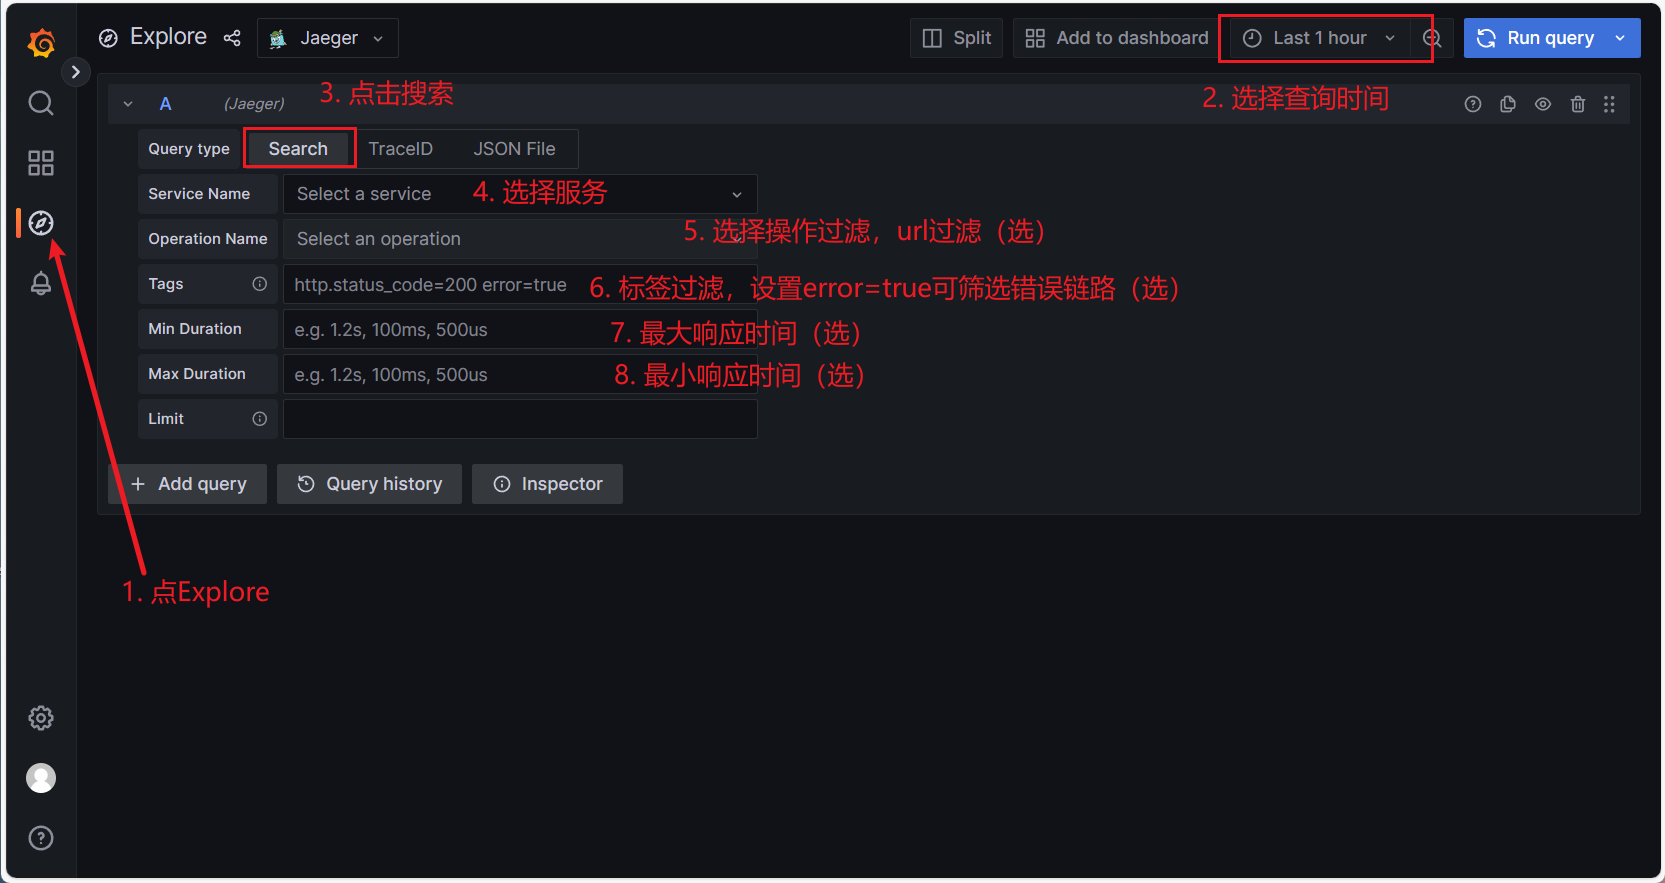 Explore
Jaeger
Split
Add to dashboard
Last 1 hour
Run query
A
(Jaeger)
3. 点击搜索
2. 选择查询时间
Query type
Search
TraceID
JSON File
Service Name
Select a service
4. 选择服务
Operation Name
Select an operation
5. 选择操作过滤，url过滤（选）
Tags
http.status_code=200 error=true
6. 标签过滤，设置error=true可筛选错误链路（选）
Min Duration
e.g. 1.2s, 100ms, 500us
7. 最大响应时间（选）
Max Duration
e.g. 1.2s, 100ms, 500us
8. 最小响应时间（选）
Limit
Add query
Query history
Inspector
1. 点Explore